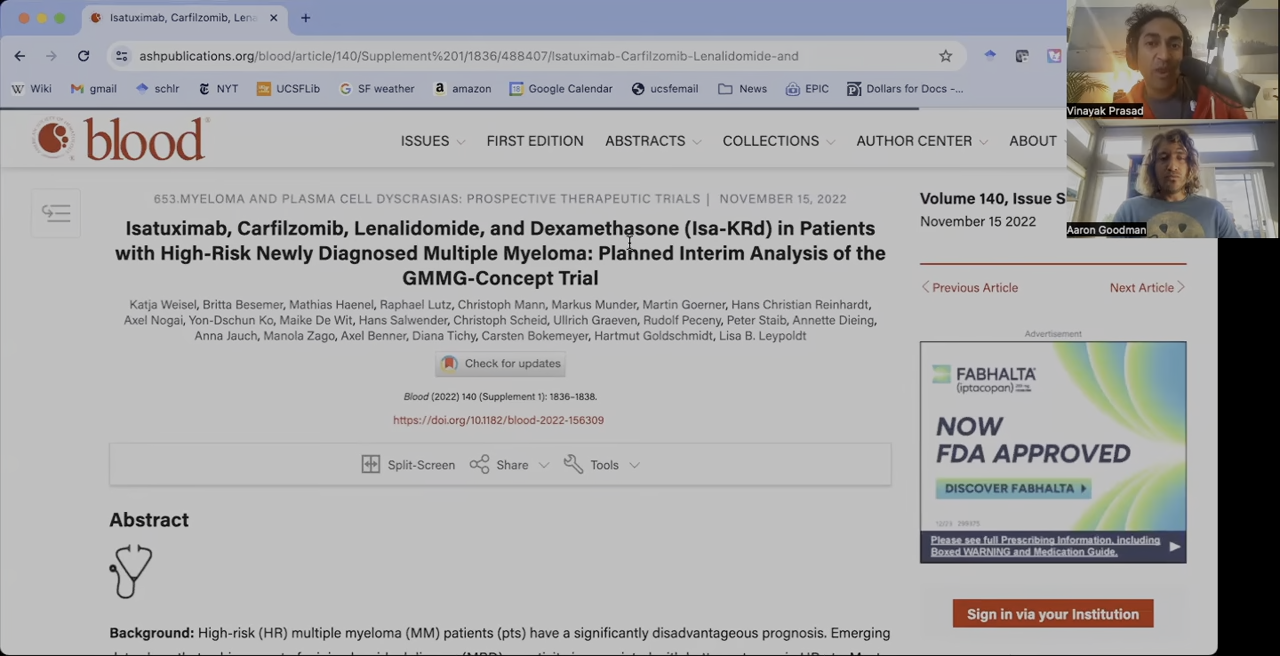 Isatuximab, Carfilzomib, Lena
ashpublications.org/blood/article/140/Supplement%201/1836/488407/Isatuximab-Carfilzomib-Lenalidomide-and
Wiki gmail schlr NYT UCSFLib SF weather amazon Google Calendar ucsfemail News EPIC Dollars for Docs -...
Vinayak Prasad
Aaron Goodman
blood
ISSUES FIRST EDITION ABSTRACTS COLLECTIONS AUTHOR CENTER ABOUT
653.MYELOMA AND PLASMA CELL DYSCRASIAS: PROSPECTIVE THERAPEUTIC TRIALS | NOVEMBER 15, 2022
Isatuximab, Carfilzomib, Lenalidomide, and Dexamethasone (Isa-KRd) in Patients
with High-Risk Newly Diagnosed Multiple Myeloma: Planned Interim Analysis of the
GMMG-Concept Trial
Katja Weisel, Britta Besemer, Mathias Haenel, Raphael Lutz, Christoph Mann, Markus Munder, Martin Goerner, Hans Christian Reinhardt,
Axel Nogai, Yon-Dschun Ko, Maike De Wit, Hans Salwender, Christoph Scheid, Ullrich Graeven, Rudolf Peceny, Peter Staib, Annette Dieing,
Anna Jauch, Manola Zago, Axel Benner, Diana Tichy, Carsten Bokemeyer, Hartmut Goldschmidt, Lisa B. Leypoldt
Check for updates
Blood (2022) 140 (Supplement 1): 1836–1838.
https://doi.org/10.1182/blood-2022-156309
Split-Screen Share Tools
Abstract
Background: High-risk (HR) multiple myeloma (MM) patients (pts) have a significantly disadvantageous prognosis. Emerging
Volume 140, Issue S
November 15 2022
Previous Article Next Article
Advertisement
FABHALTA
(iptacopan)
NOW
FDA APPROVED
DISCOVER FABHALTA
Please see full Prescribing Information, including
Boxed WARNING and Medication Guide.
Sign in via your Institution